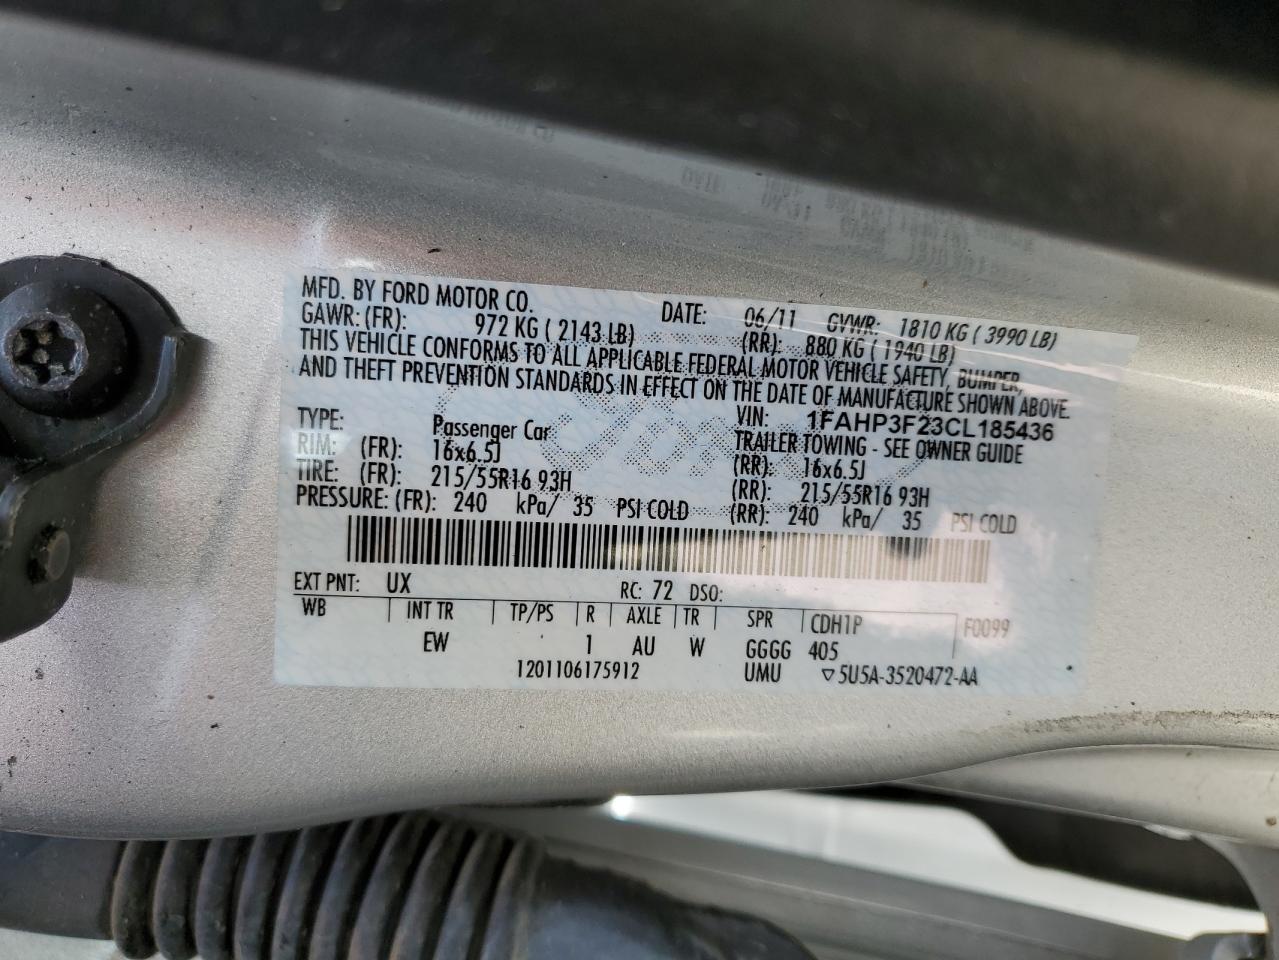 MFD. BY FORD MOTOR CO. DATE: 06/11 GVWR: 1810 KG ( 3990 LB)
GAWR: (FR): 972 KG ( 2143 LB) (RR): 880 KG ( 1940 LB)
THIS VEHICLE CONFORMS TO ALL APPLICABLE FEDERAL MOTOR VEHICLE SAFETY, BUMPER,
AND THEFT PREVENTION STANDARDS IN EFFECT ON THE DATE OF MANUFACTURE SHOWN ABOVE.
VIN: 1FAHP3F23CL185436
TYPE: Passenger Car TRAILER TOWING - SEE OWNER GUIDE
RIM: (FR): 16x6.5J (RR): 16x6.5J
TIRE: (FR): 215/55R16 93H (RR): 215/55R16 93H
PRESSURE: (FR): 240 kPa/ 35 PSI COLD (RR): 240 kPa/ 35 PSI COLD
EXT PNT: UX RC: 72 DSO:
WB INT TR TP/PS R AXLE TR SPR CDH1P F0099
EW 1 AU W GGGG 405
1201106175912 UMU ▽5U5A-3520472-AA